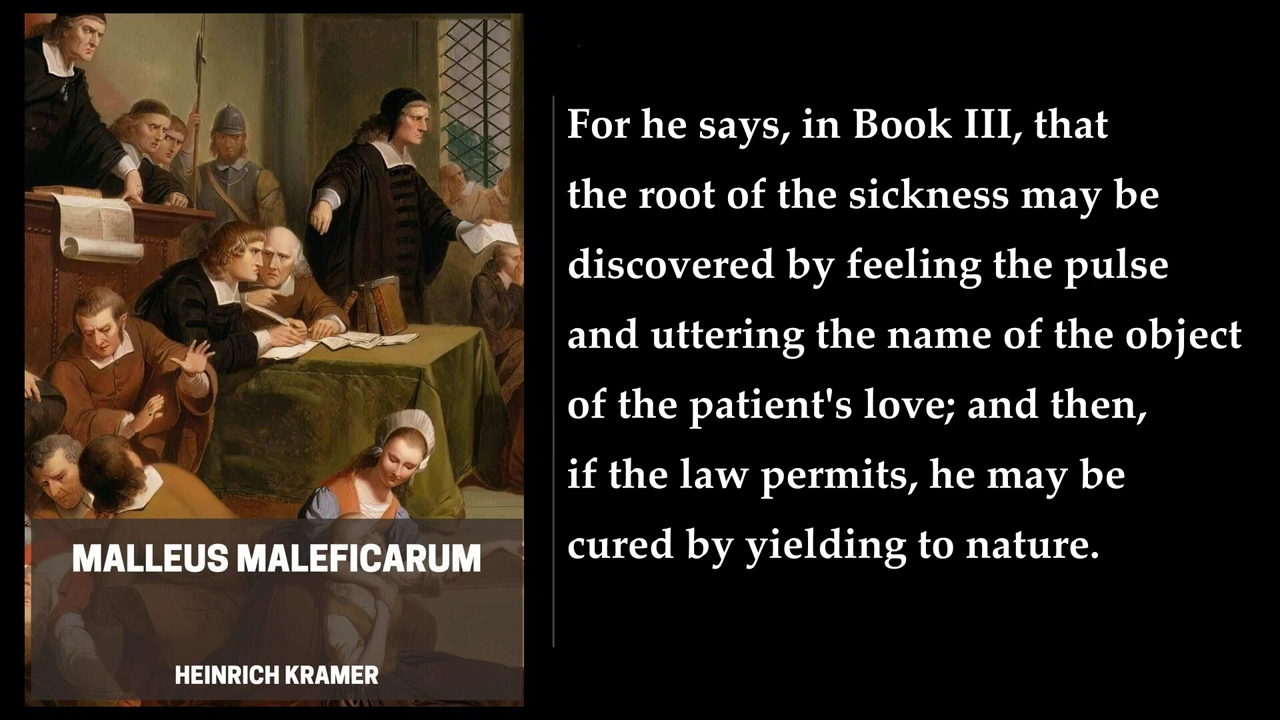 MALLEUS MALEFICARUM
HEINRICH KRAMER
For he says, in Book III, that
the root of the sickness may be
discovered by feeling the pulse
and uttering the name of the object
of the patient's love; and then,
if the law permits, he may be
cured by yielding to nature.